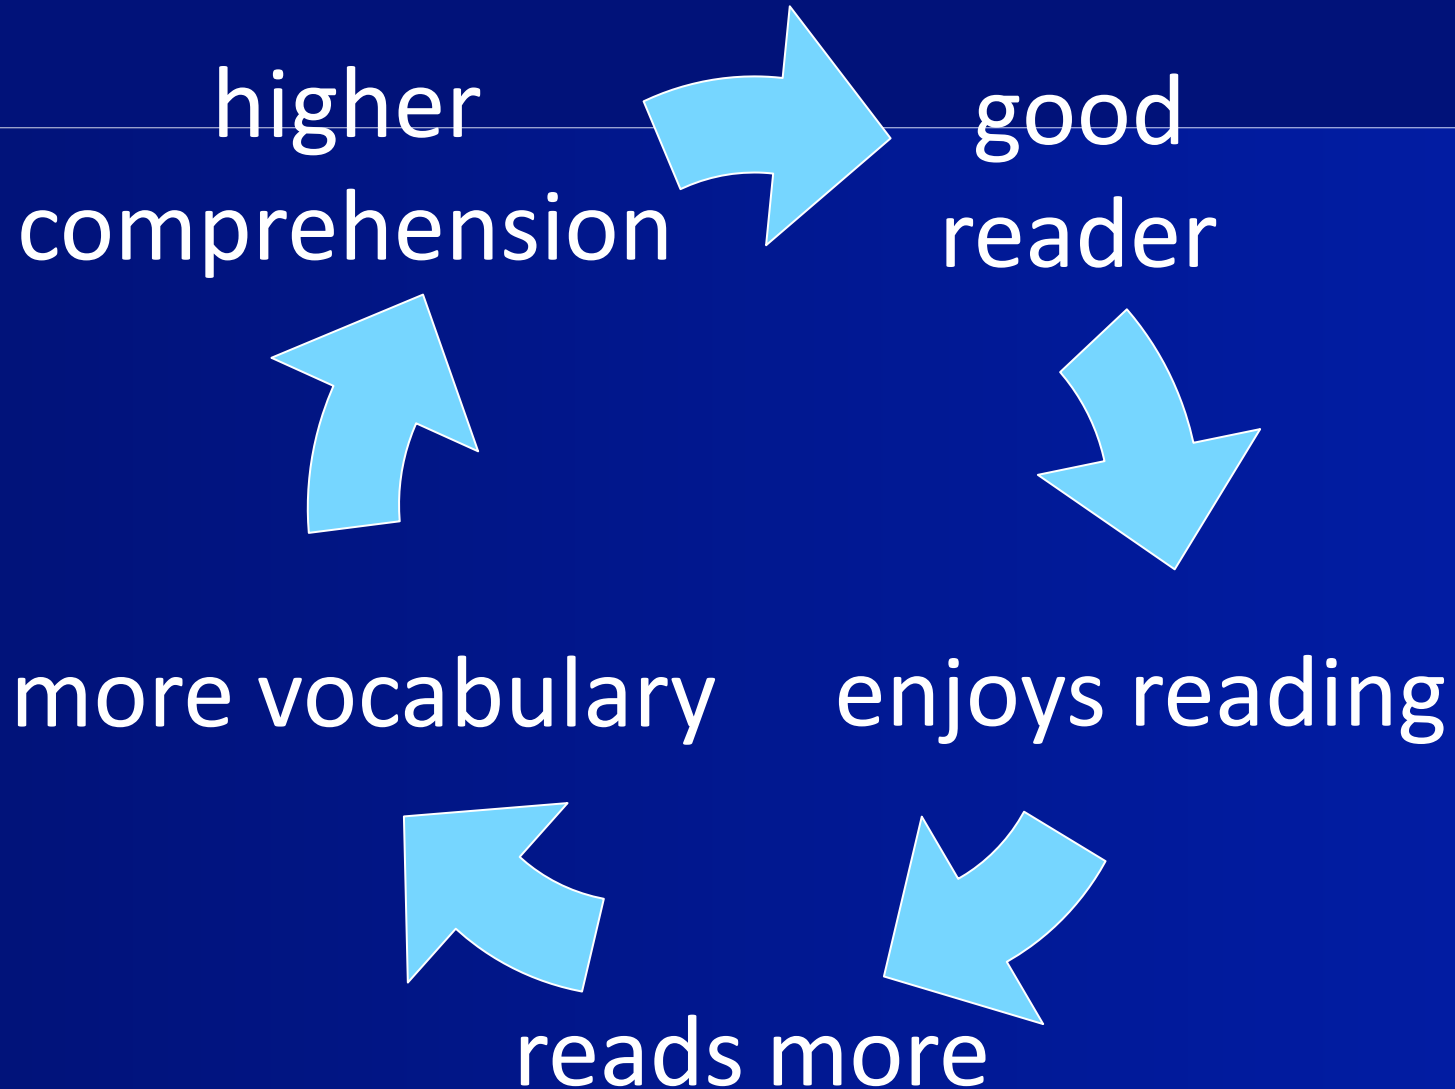 higher
comprehension
good
reader
more vocabulary
enjoys reading
reads more